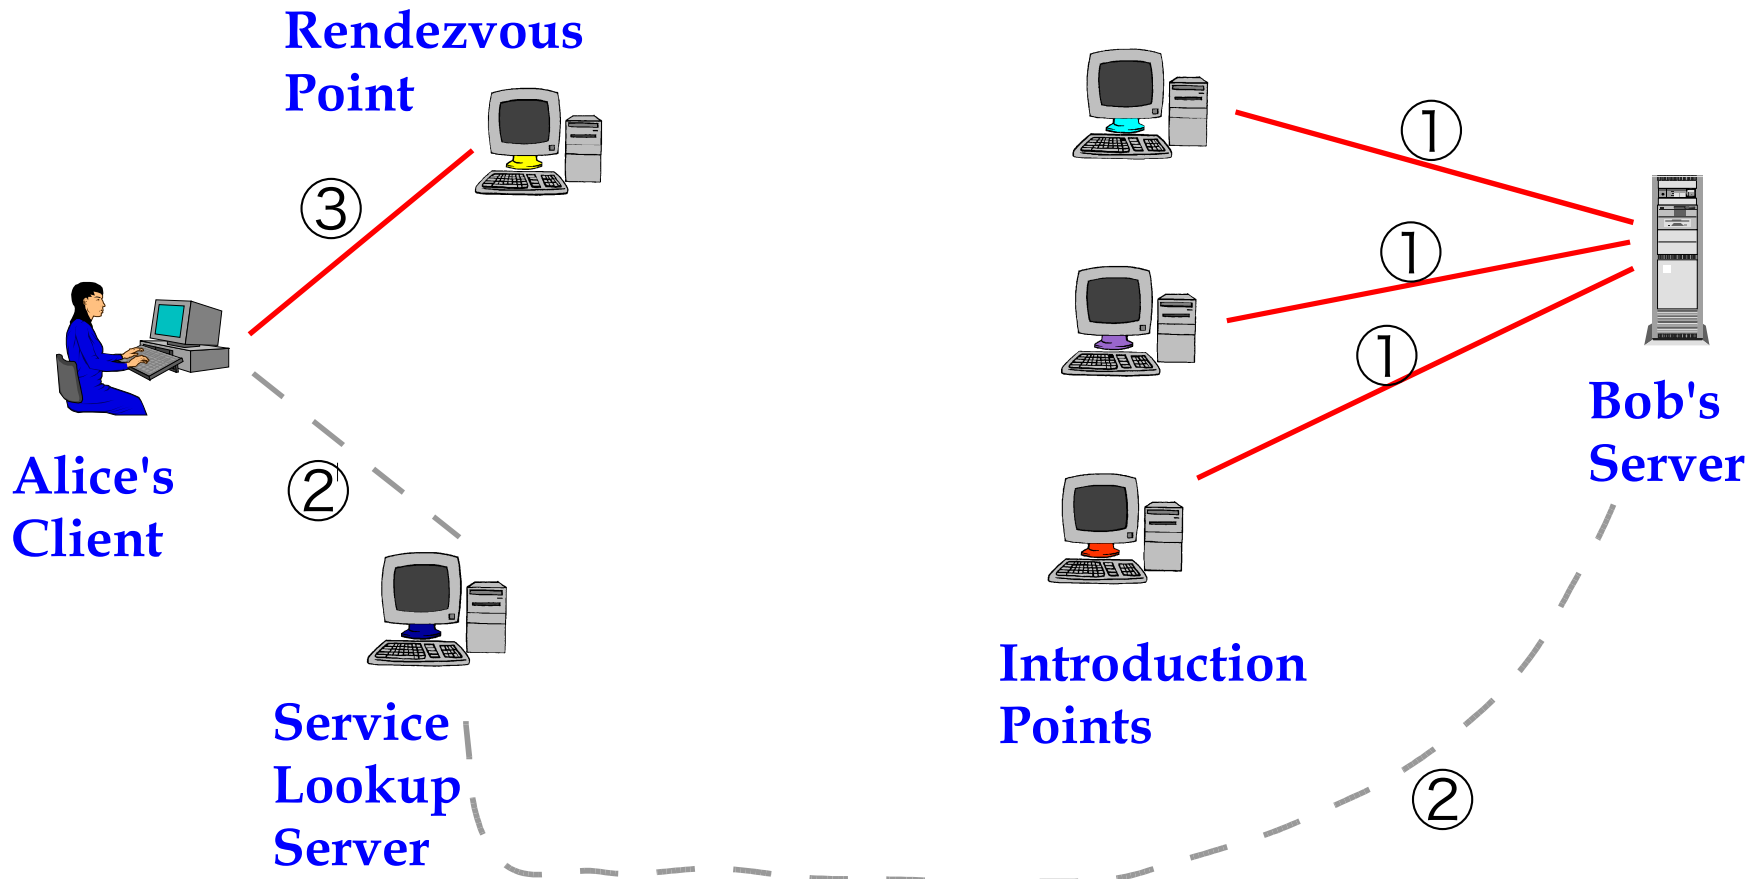 Rendezvous
Point
①
③
①
①
Bob's
Server
Alice's
Client
②
Introduction
Points
Service
Lookup
Server
②